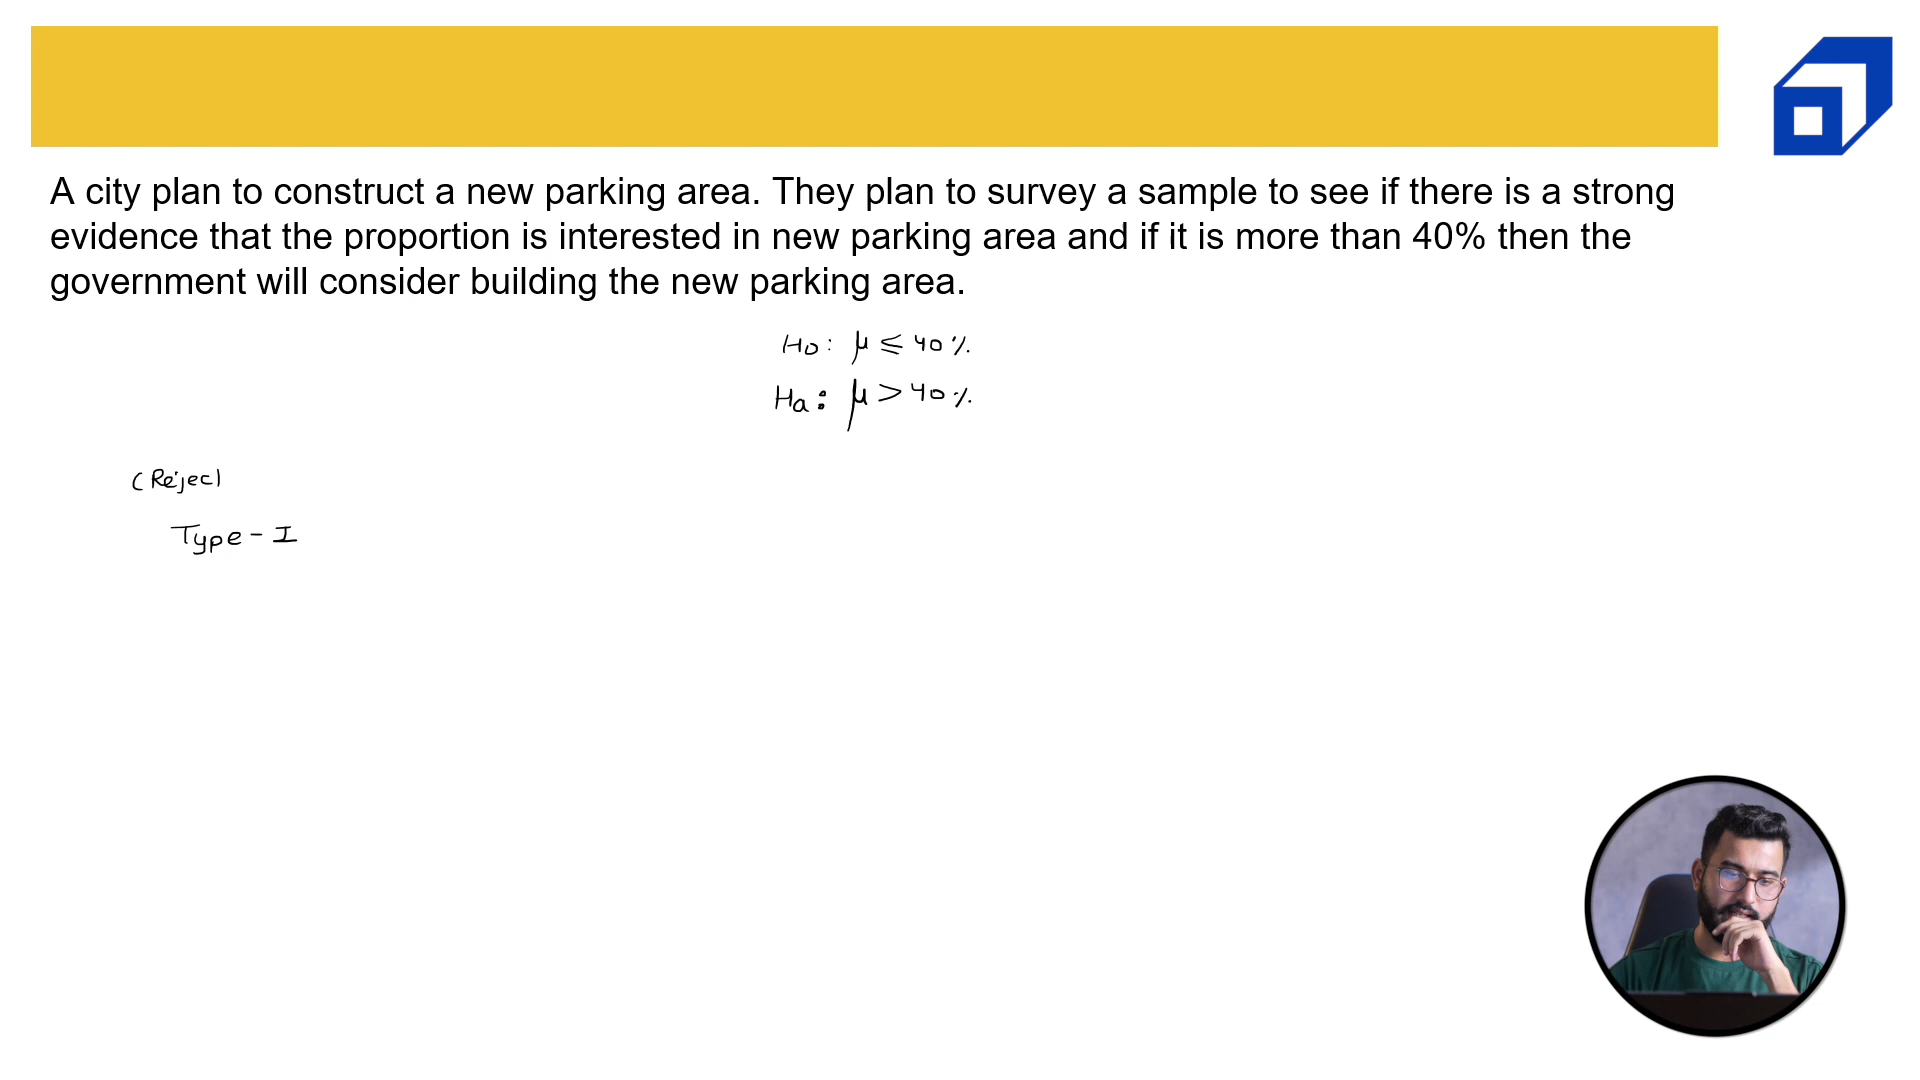 A city plan to construct a new parking area. They plan to survey a sample to see if there is a strong
evidence that the proportion is interested in new parking area and if it is more than 40% then the
government will consider building the new parking area.
H0: μ ≤ 40%
Ha: μ > 40%
(Reject
Type-I